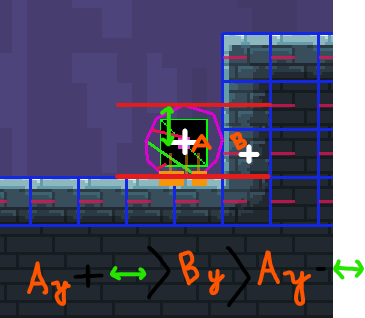 A B
Ay + ↔ > By > Ay - ↔